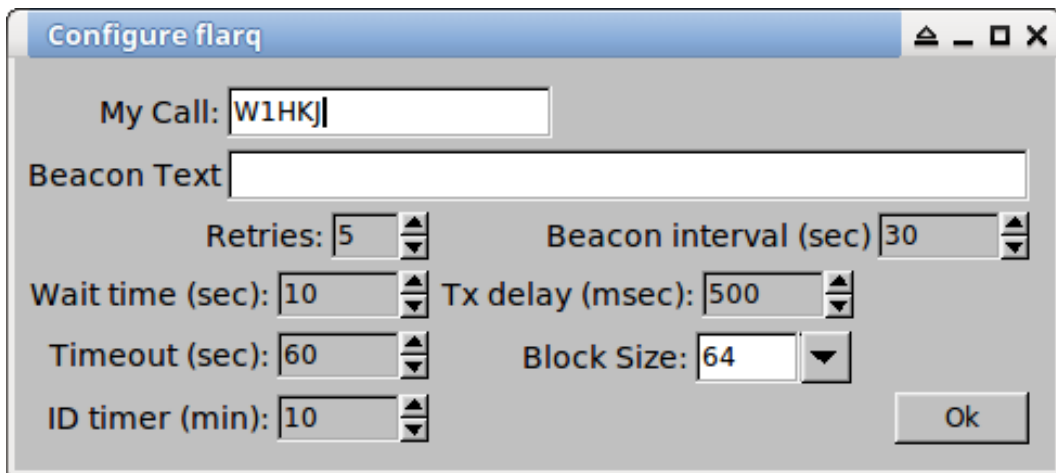 Configure flarq
My Call: W1HKJ
Beacon Text
Retries: 5 Beacon interval (sec) 30
Wait time (sec): 10 Tx delay (msec): 500
Timeout (sec): 60 Block Size: 64
ID timer (min): 10 Ok